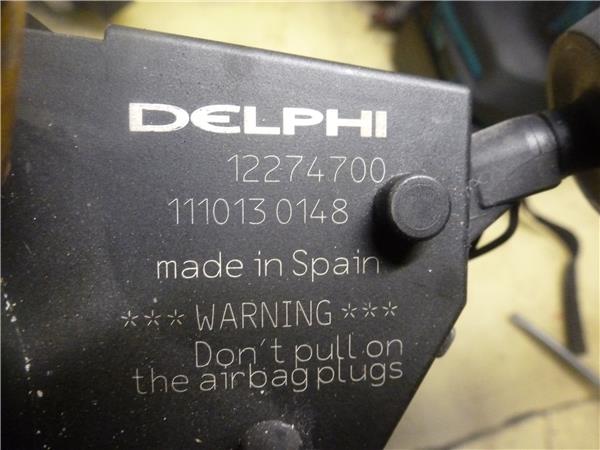 DELPHI
12274700
111013 0148
made in Spain
*** WARNING ***
Don't pull on
the airbag plugs